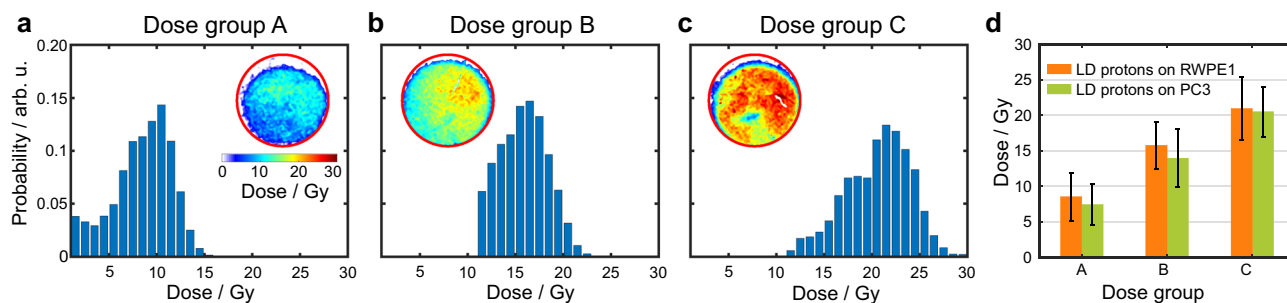 a Dose group A
0.20
0.15
0.10
0.05
0
Probability / arb. u.
5 10 15 20 25 30
Dose / Gy
0 10 20 30
Dose / Gy
b Dose group B
5 10 15 20 25 30
Dose / Gy
c Dose group C
5 10 15 20 25 30
Dose / Gy
d
30
25
20
15
10
5
0
Dose / Gy
LD protons on RWPE1
LD protons on PC3
A B C
Dose group